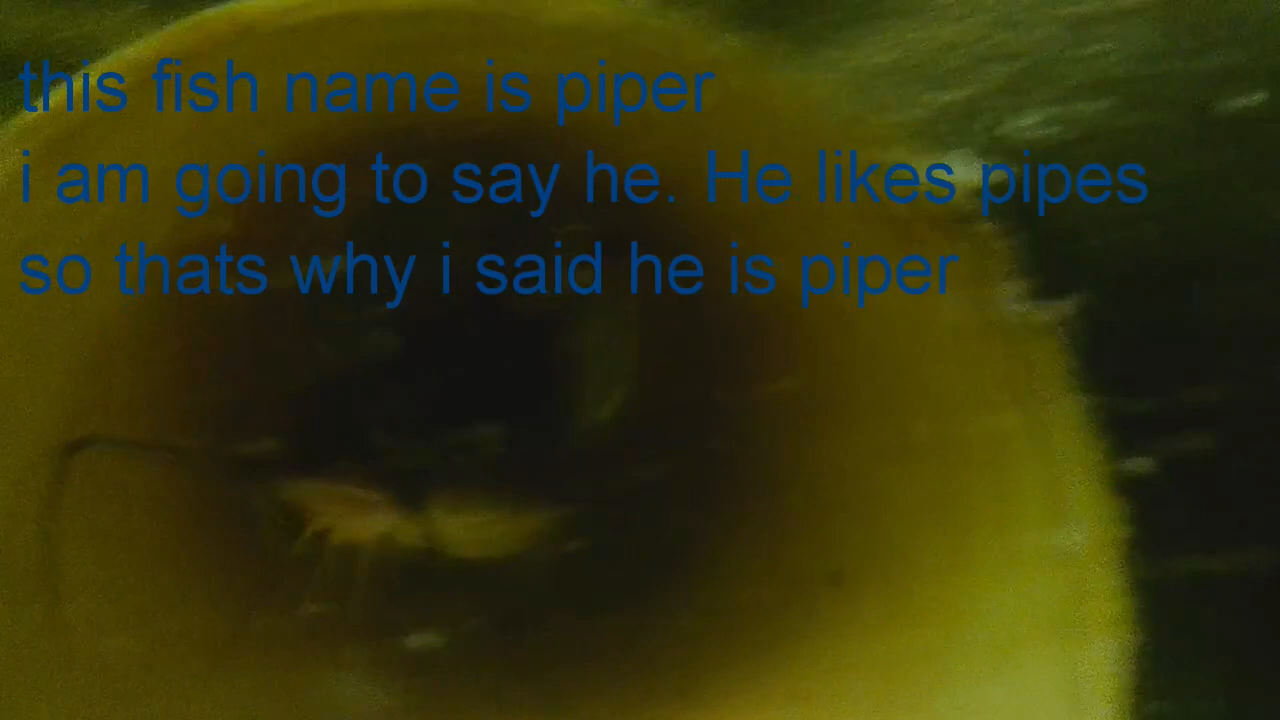 this fish name is piper
i am going to say he. He likes pipes
so thats why i said he is piper